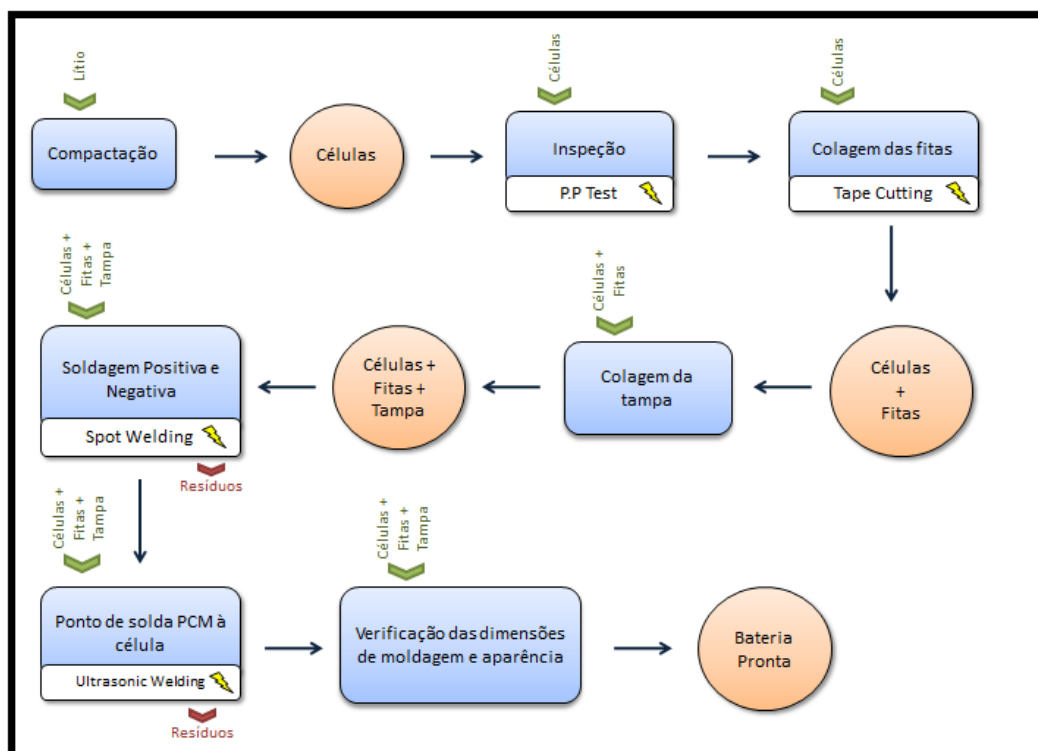 Lítio
Compactação
Células
Células
Inspeção
P.P Test
Células
Colagem das fitas
Tape Cutting
Células +
Fitas +
Tampa
Soldagem Positiva e
Negativa
Spot Welding
Resíduos
Células +
Fitas +
Tampa
Células +
Fitas
Colagem da
tampa
Células
+
Fitas
Células +
Fitas +
Tampa
Ponto de solda PCM à
célula
Ultrasonic Welding
Resíduos
Células +
Fitas +
Tampa
Verificação das dimensões
de moldagem e aparência
Bateria
Pronta